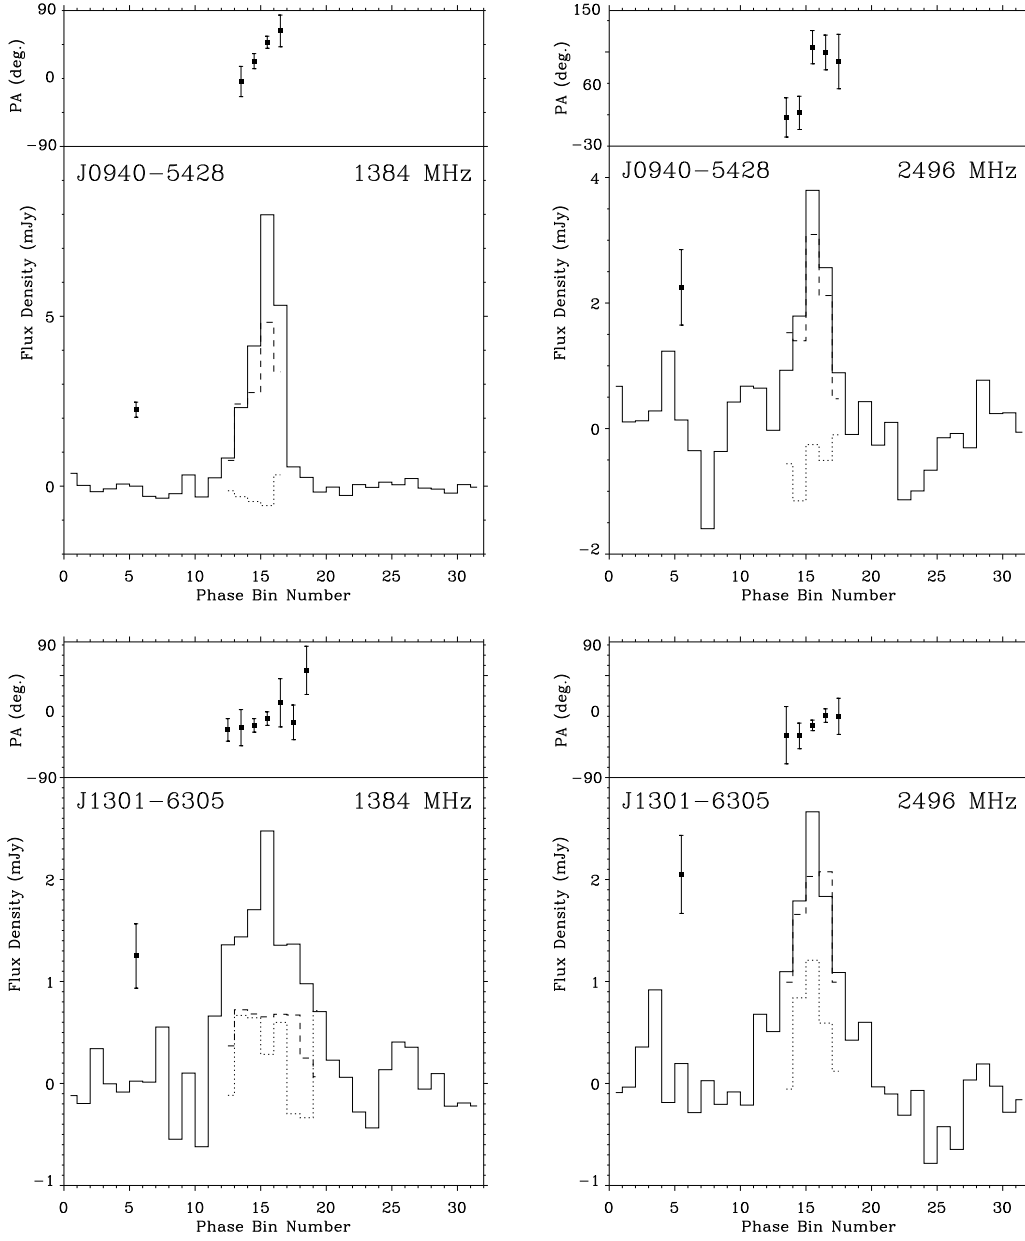 90
0
−90
PA (deg.)
J0940−5428 1384 MHz
5
0
Flux Density (mJy)
0 5 10 15 20 25 30
Phase Bin Number
150
60
−30
PA (deg.)
J0940−5428 2496 MHz
4
2
0
−2
Flux Density (mJy)
0 5 10 15 20 25 30
Phase Bin Number
90
0
−90
PA (deg.)
J1301−6305 1384 MHz
2
1
0
−1
Flux Density (mJy)
0 5 10 15 20 25 30
Phase Bin Number
90
0
−90
PA (deg.)
J1301−6305 2496 MHz
2
1
0
−1
Flux Density (mJy)
0 5 10 15 20 25 30
Phase Bin Number